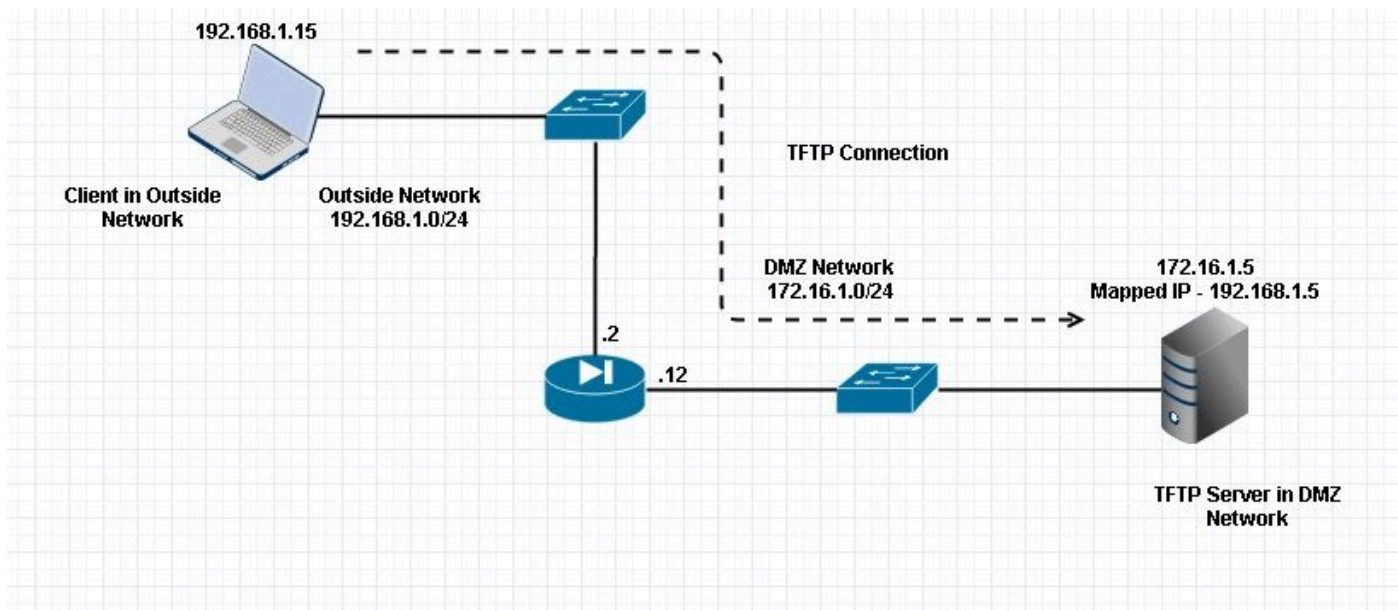 192.168.1.15
TFTP Connection
Client in Outside
Network
Outside Network
192.168.1.0/24
DMZ Network
172.16.1.0/24
172.16.1.5
Mapped IP - 192.168.1.5
.2
.12
TFTP Server in DMZ
Network